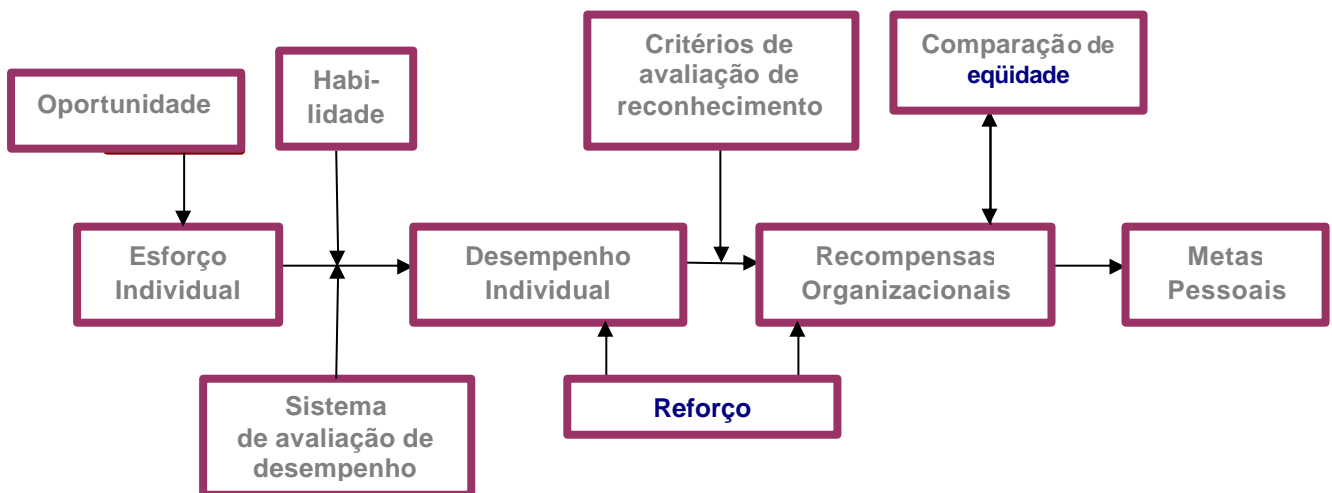 Oportunidade
Habi-
lidade
Critérios de
avaliação de
reconhecimento
Comparação de
eqüidade
Esforço
Individual
Desempenho
Individual
Recompensas
Organizacionais
Metas
Pessoais
Sistema
de avaliação de
desempenho
Reforço